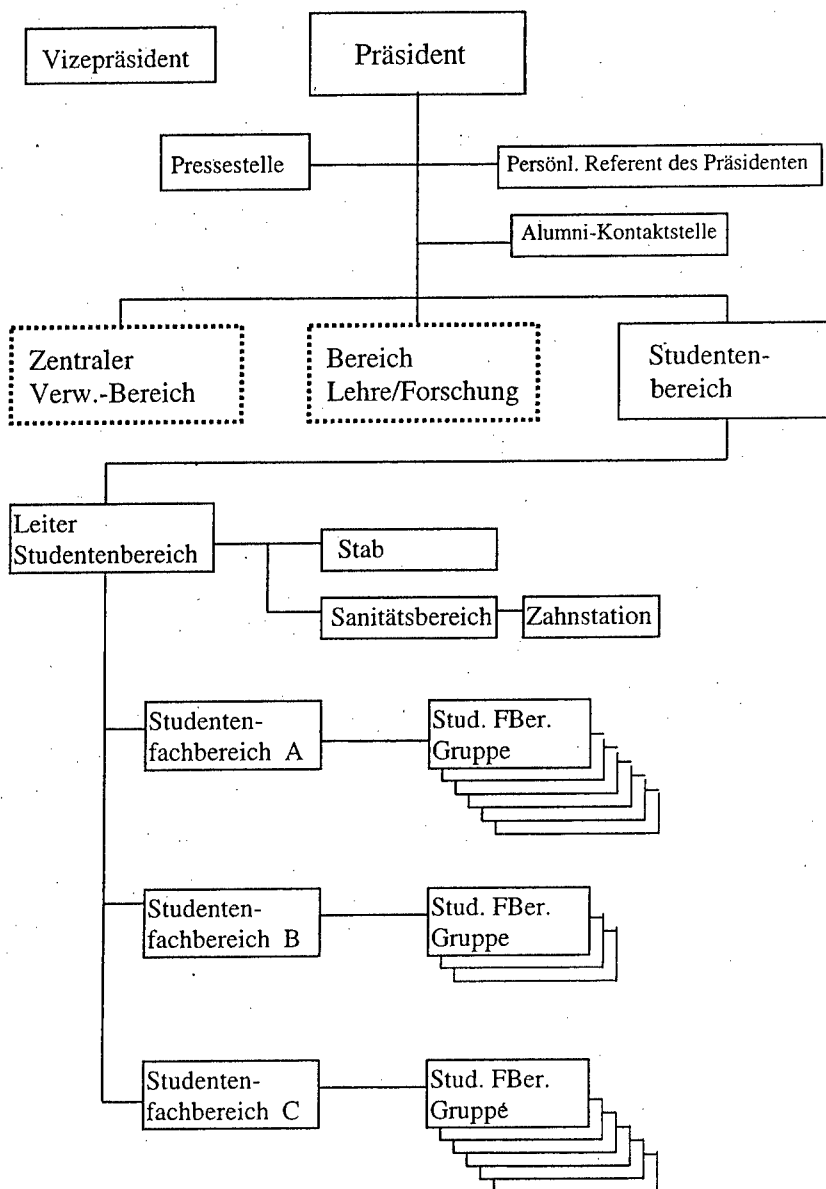 Vizepräsident
Präsident
Pressestelle
Persönl. Referent des Präsidenten
Alumni-Kontaktstelle
Zentraler
Verw.-Bereich
Bereich
Lehre/Forschung
Studenten-
bereich
Leiter
Studentenbereich
Stab
Sanitätsbereich
Zahnstation
Studenten-
fachbereich A
Stud. FBer.
Gruppe
Studenten-
fachbereich B
Stud. FBer.
Gruppe
Studenten-
fachbereich C
Stud. FBer.
Gruppe